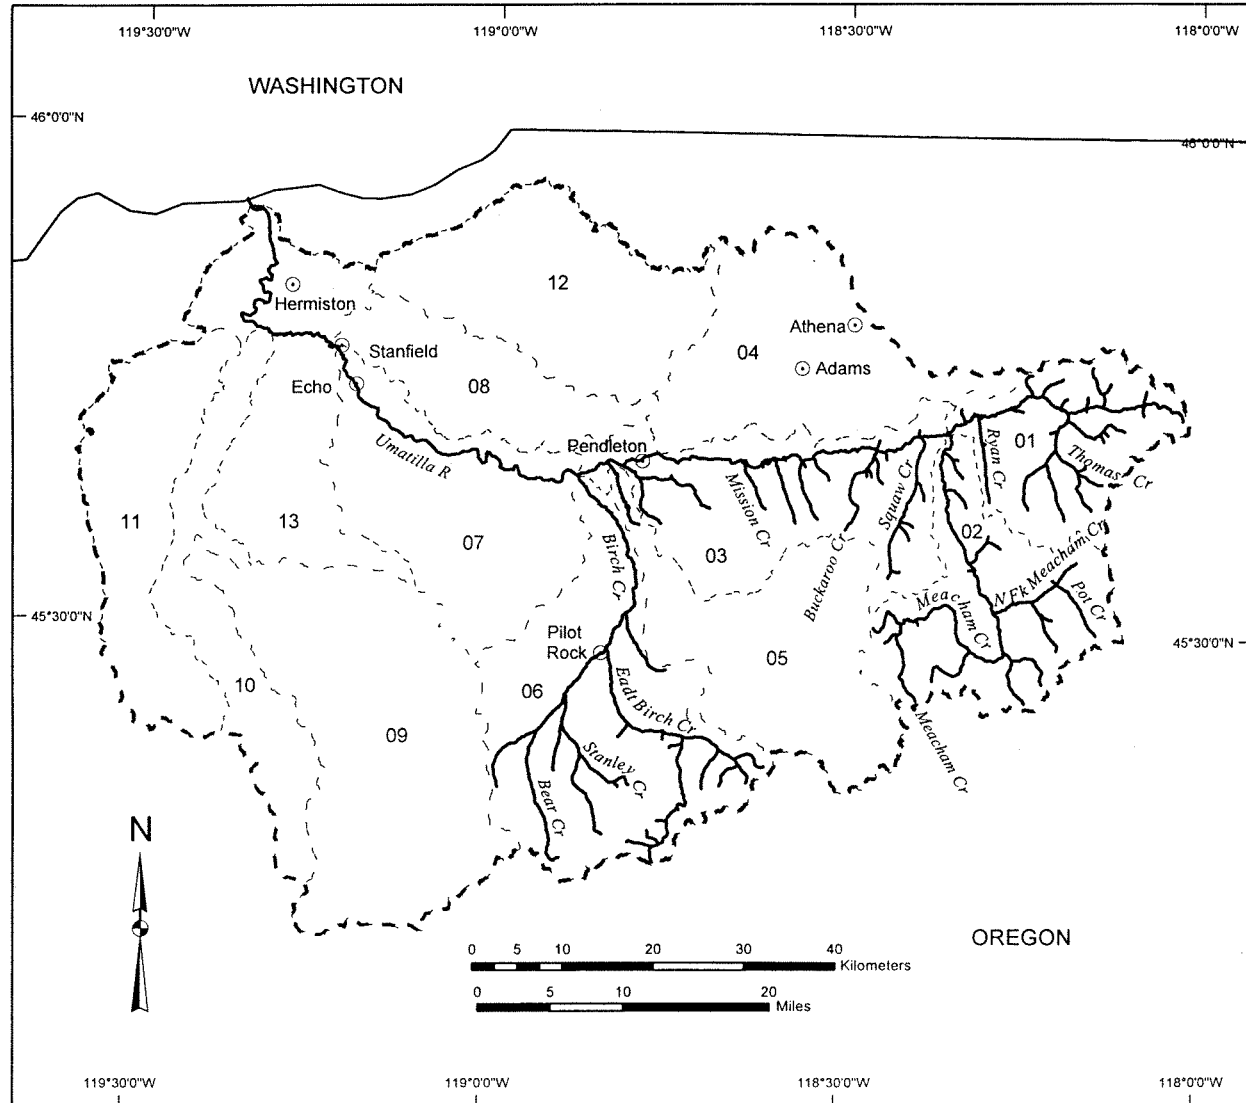 119°30'0"W 119°0'0"W 118°30'0"W 118°0'0"W
WASHINGTON
46°0'0"N
46°0'0"N
12
Hermiston
Athena
04
Stanfield
Adams
Echo
08
Umatilla R
Pendleton
Ryan Cr
01
Thomas Cr
Mission Cr
Squaw Cr
11
13
07
Birch Cr
03
Buckaroo Cr
02
N Fk Meacham Cr
Meacham Cr
Pot Cr
45°30'0"N
45°30'0"N
Pilot
Rock
05
10
06
Eadt Birch Cr
Meacham Cr
09
Stanley Cr
Bear Cr
N
OREGON
0 5 10 20 30 40
Kilometers
0 5 10 20
Miles
119°30'0"W 119°0'0"W 118°30'0"W 118°0'0"W